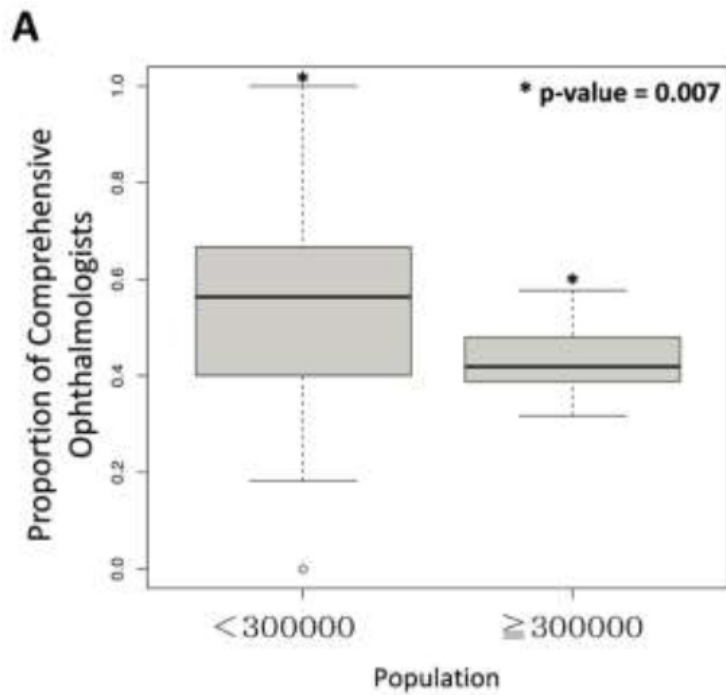 A
* p-value = 0.007
Proportion of Comprehensive
Ophthalmologists
1.0
0.8
0.6
0.4
0.2
0.0
*
*
<300000
≧300000
Population